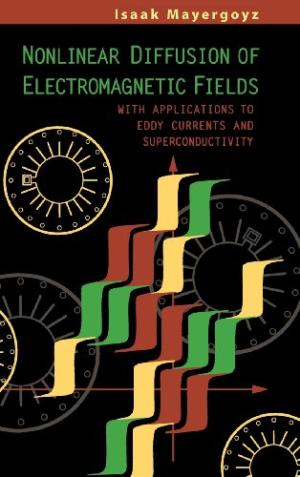 Isaak Mayergoyz
NONLINEAR DIFFUSION OF
ELECTROMAGNETIC FIELDS
WITH APPLICATIONS TO
EDDY CURRENTS AND
SUPERCONDUCTIVITY